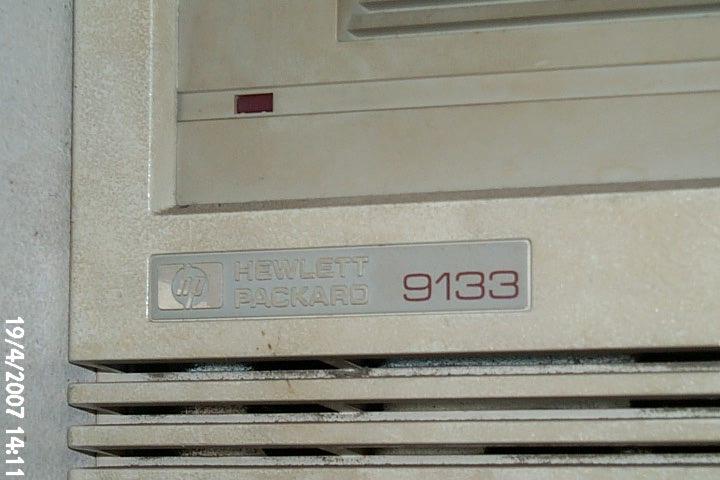 hp
HEWLETT
PACKARD
9133
19/4/2007 14:11